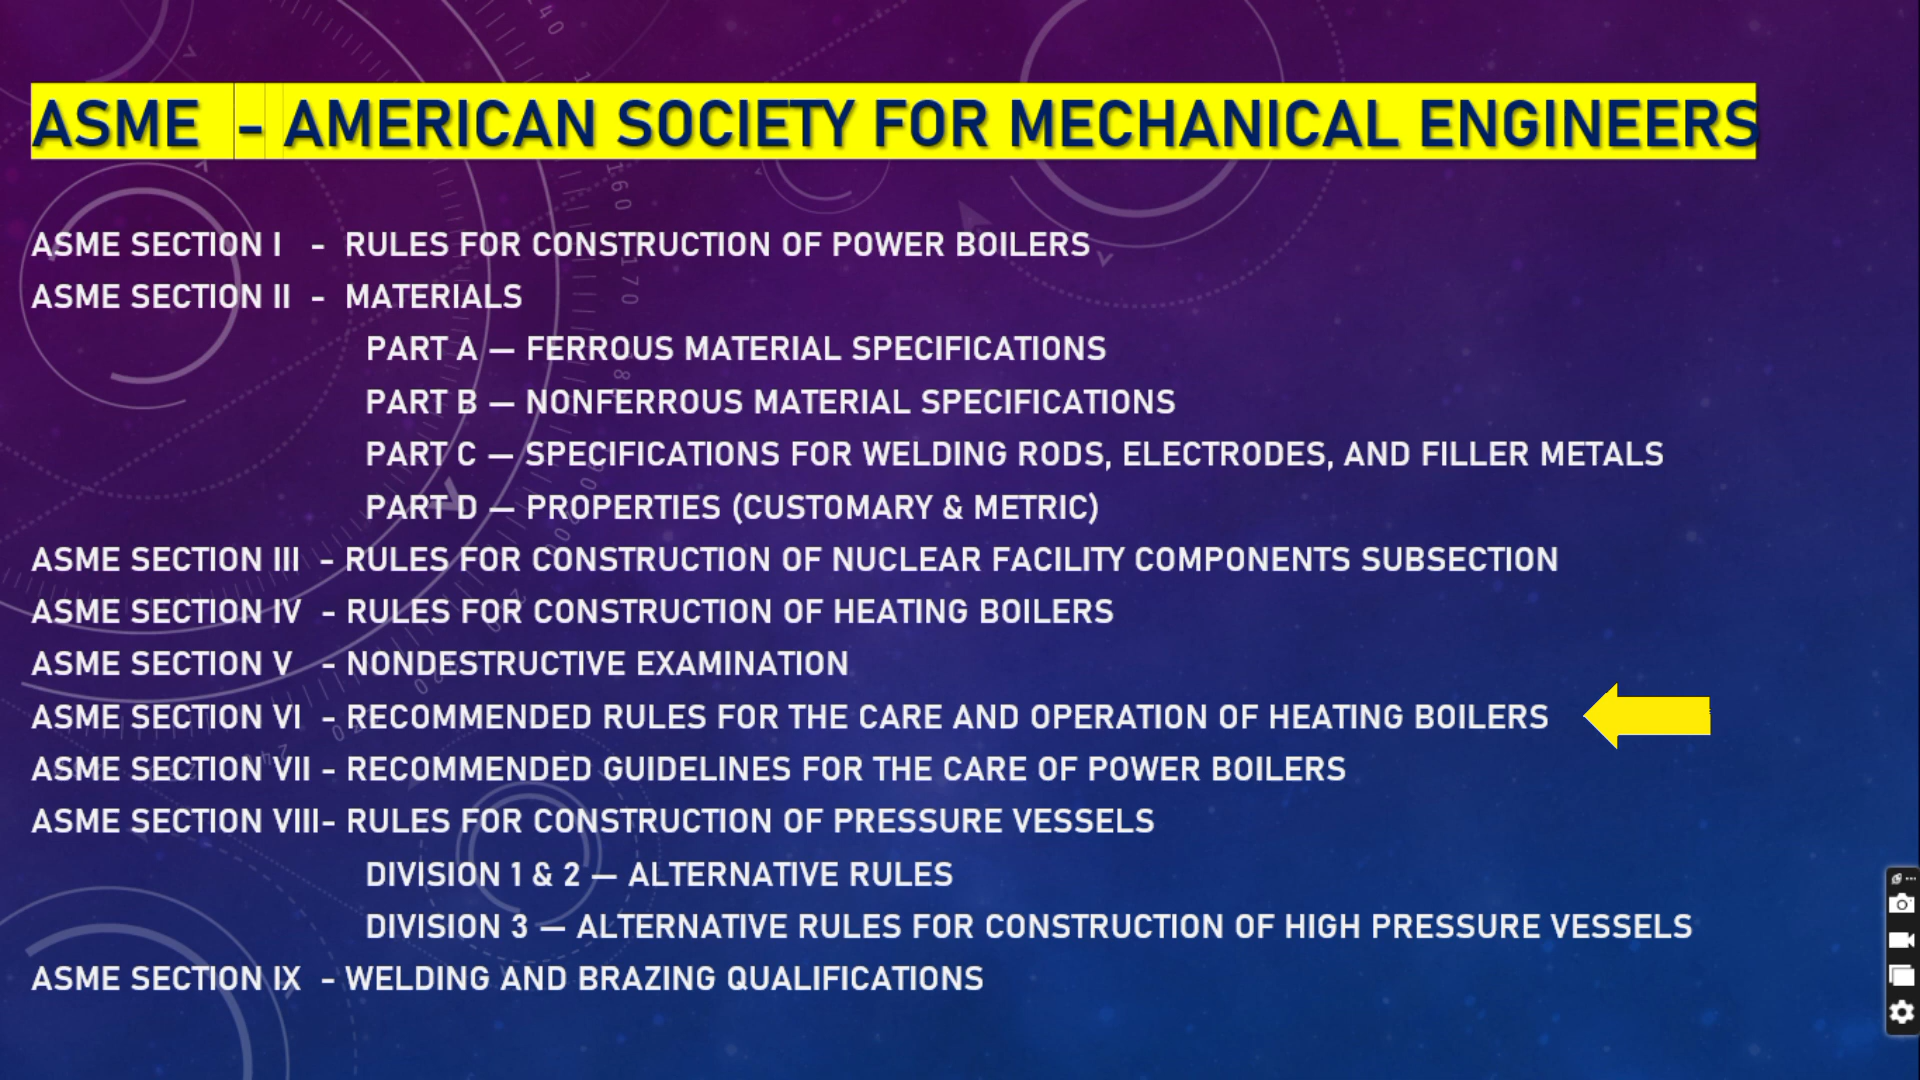 ASME - AMERICAN SOCIETY FOR MECHANICAL ENGINEERS
ASME SECTION I - RULES FOR CONSTRUCTION OF POWER BOILERS
ASME SECTION II - MATERIALS
PART A — FERROUS MATERIAL SPECIFICATIONS
PART B — NONFERROUS MATERIAL SPECIFICATIONS
PART C — SPECIFICATIONS FOR WELDING RODS, ELECTRODES, AND FILLER METALS
PART D — PROPERTIES (CUSTOMARY & METRIC)
ASME SECTION III - RULES FOR CONSTRUCTION OF NUCLEAR FACILITY COMPONENTS SUBSECTION
ASME SECTION IV - RULES FOR CONSTRUCTION OF HEATING BOILERS
ASME SECTION V - NONDESTRUCTIVE EXAMINATION
ASME SECTION VI - RECOMMENDED RULES FOR THE CARE AND OPERATION OF HEATING BOILERS
ASME SECTION VII - RECOMMENDED GUIDELINES FOR THE CARE OF POWER BOILERS
ASME SECTION VIII- RULES FOR CONSTRUCTION OF PRESSURE VESSELS
DIVISION 1 & 2 — ALTERNATIVE RULES
DIVISION 3 — ALTERNATIVE RULES FOR CONSTRUCTION OF HIGH PRESSURE VESSELS
ASME SECTION IX - WELDING AND BRAZING QUALIFICATIONS
160
170